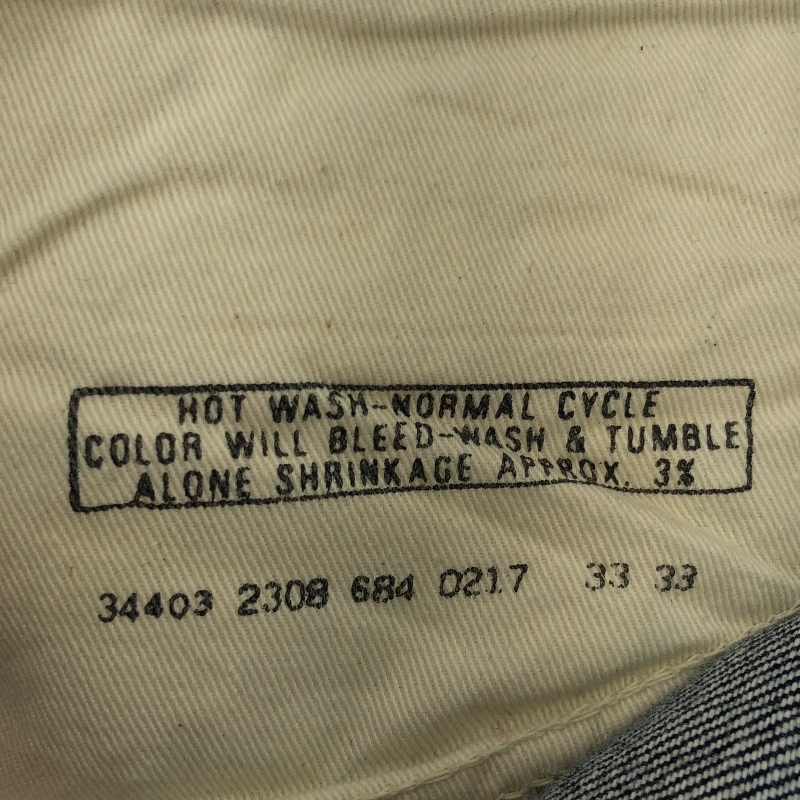 HOT WASH-NORMAL CYCLE
COLOR WILL BLEED-WASH & TUMBLE
ALONE SHRINKAGE APPROX. 3%
34403 2308 684 0217 33 33